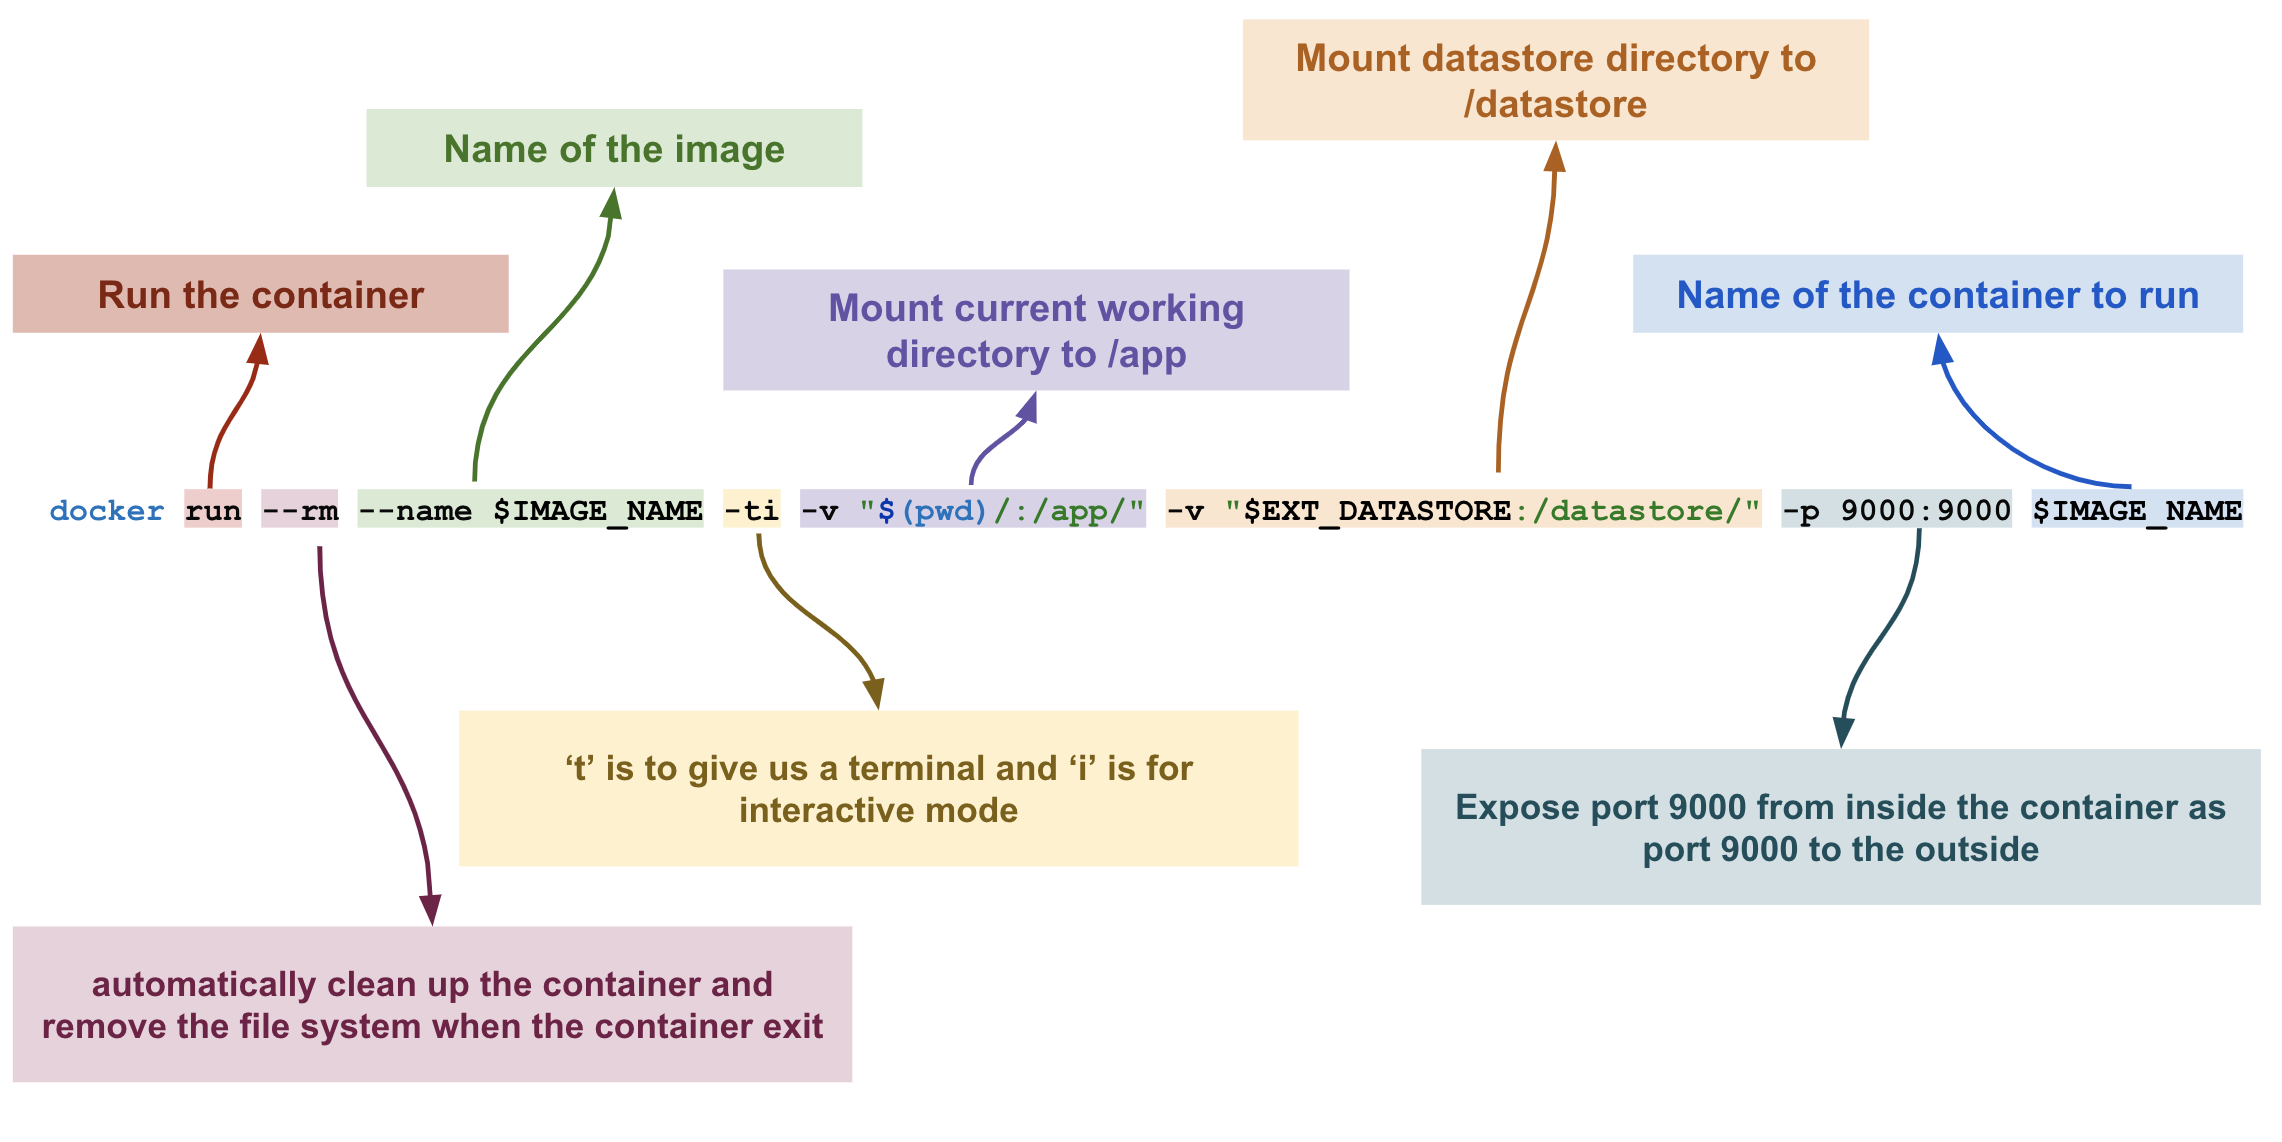 Mount datastore directory to
/datastore
Name of the image
Run the container
Mount current working
directory to /app
Name of the container to run
docker run --rm --name $IMAGE_NAME -ti -v "$(pwd)/:/app/" -v "$EXT_DATASTORE:/datastore/" -p 9000:9000 $IMAGE_NAME
‘t’ is to give us a terminal and ‘i’ is for
interactive mode
Expose port 9000 from inside the container as
port 9000 to the outside
automatically clean up the container and
remove the file system when the container exit